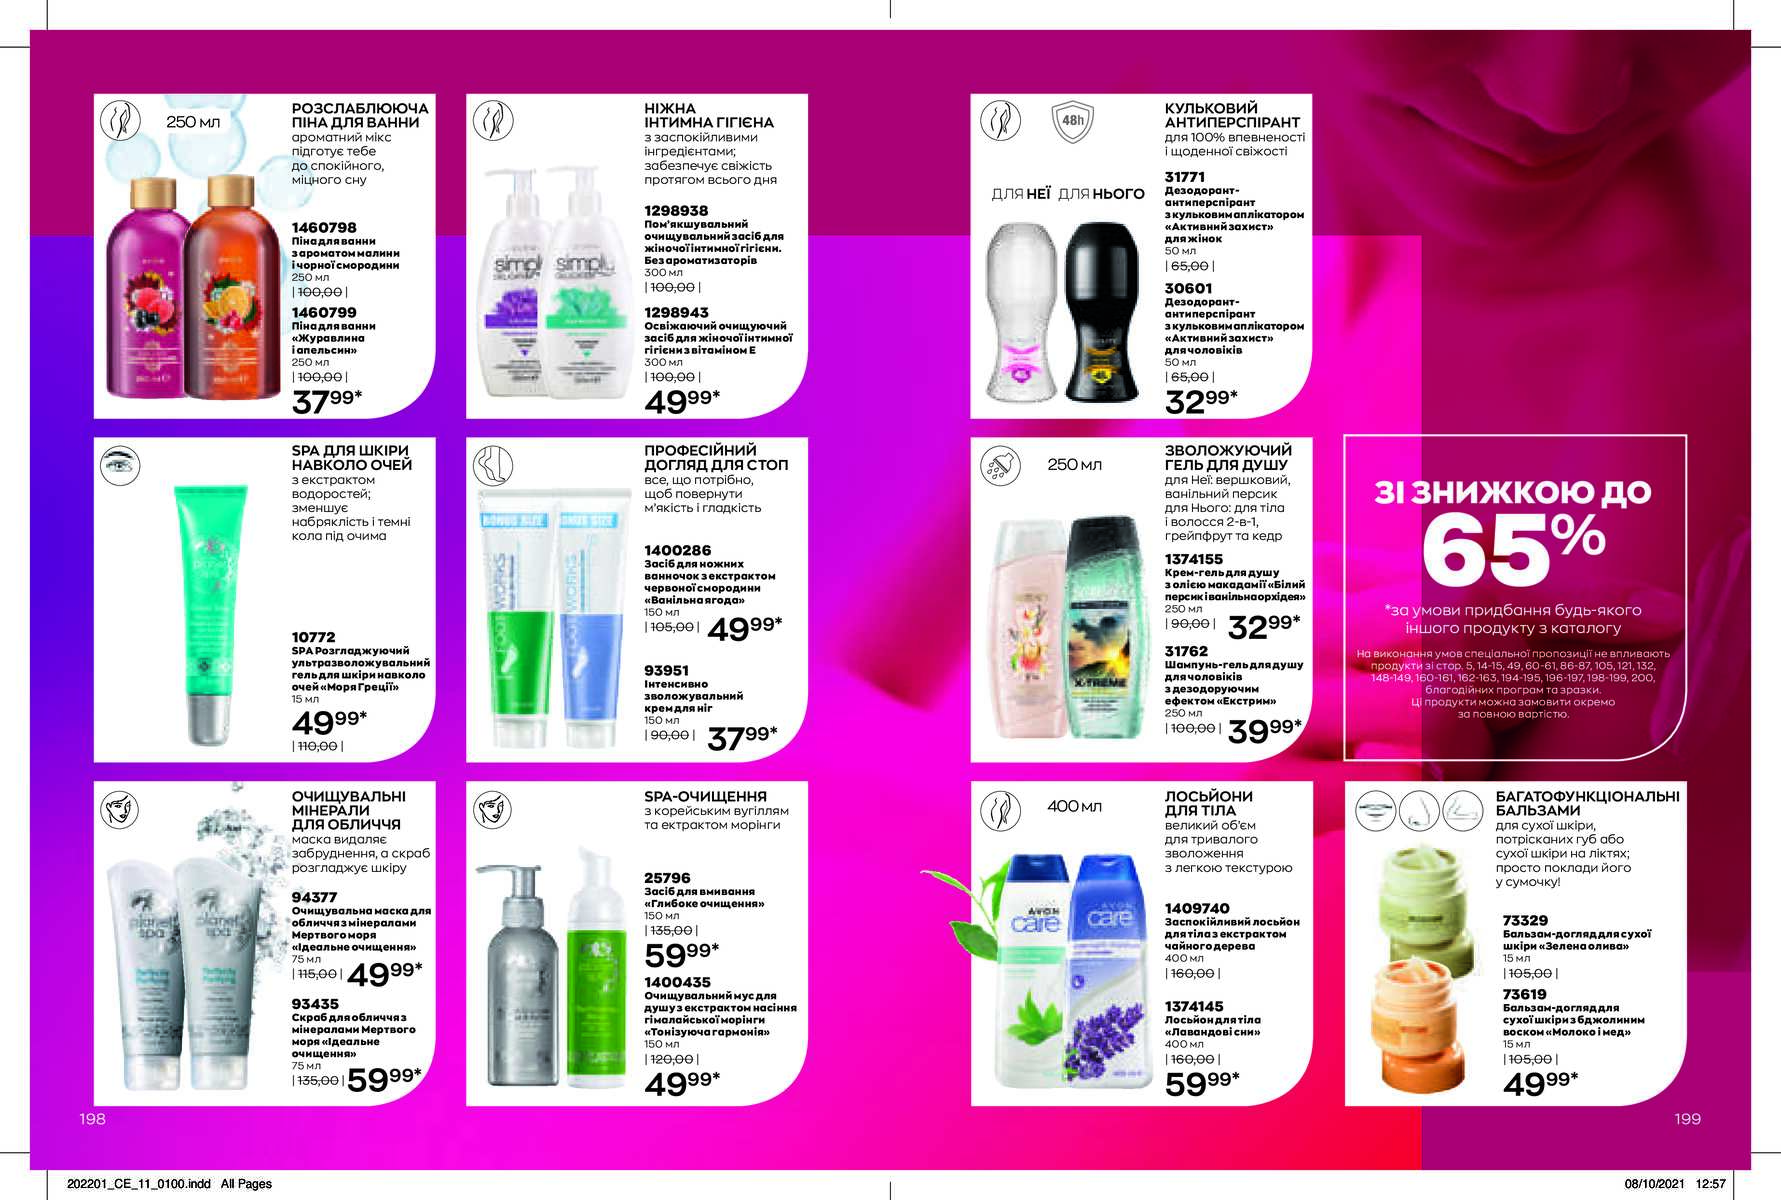 250 мл
РОЗСЛАБЛЮЮЧА
ПІНА ДЛЯ ВАННИ
ароматний мікс
підготує тебе
до спокійного,
міцного сну
1460798
Піна для ванни
з ароматом малини
і чорної смородини
250 мл
| 100,00 |
1460799
Піна для ванни
«Журавлина
і апельсин»
250 мл
| 100,00 |
37⁹⁹*
НІЖНА
ІНТИМНА ГІГІЄНА
з заспокійливими
інгредієнтами;
забезпечує свіжість
протягом всього дня
simply
simply
1298938
Пом'якшувальний
очищувальний засіб для
жіночої інтимної гігієни.
Без ароматизаторів
300 мл
| 100,00 |
1298943
Освіжаючий очищуючий
засіб для жіночої інтимної
гігієни з вітаміном Е
300 мл
| 100,00 |
49⁹⁹*
48h
ДЛЯ НЕЇ ДЛЯ НЬОГО
КУЛЬКОВИЙ
АНТИПЕРСПІРАНТ
для 100% впевненості
і щоденної свіжості
31771
Дезодорант-
антиперспірант
з кульковим аплікатором
«Активний захист»
для жінок
50 мл
| 65,00 |
30601
Дезодорант-
антиперспірант
з кульковим аплікатором
«Активний захист»
для чоловіків
50 мл
| 65,00 |
32⁹⁹*
SPA ДЛЯ ШКІРИ
НАВКОЛО ОЧЕЙ
з екстрактом
водоростей;
зменшує
набряклість і темні
кола під очима
10772
SPA Розгладжуючий
ультразволожувальний
гель для шкіри навколо
очей «Моря Греції»
15 мл
49⁹⁹*
| 110,00 |
ПРОФЕСІЙНИЙ
ДОГЛЯД ДЛЯ СТОП
все, що потрібно,
щоб повернути
м'якість і гладкість
BONUS SIZE
BONUS SIZE
FOOT WORKS
FOOT WORKS
1400286
Засіб для ножних
ванночок з екстрактом
червоної смородини
«Ванільна ягода»
150 мл
| 105,00 | 49⁹⁹*
93951
Інтенсивно
зволожувальний
крем для ніг
150 мл
| 90,00 | 37⁹⁹*
250 мл
ЗВОЛОЖУЮЧИЙ
ГЕЛЬ ДЛЯ ДУШУ
для Неї: вершковий,
ванільний персик
для Нього: для тіла
і волосся 2-в-1,
грейпфрут та кедр
X-TREME
1374155
Крем-гель для душу
з олією макадамії «Білий
персик і ванільна орхідея»
250 мл
| 90,00 | 32⁹⁹*
31762
Шампунь-гель для душу
для чоловіків
з дезодоруючим
ефектом «Екстрим»
250 мл
| 100,00 | 39⁹⁹*
ЗІ ЗНИЖКОЮ ДО
65%
*за умови придбання будь-якого
іншого продукту з каталогу
На виконання умов спеціальної пропозиції не впливають
продукти зі стор. 5, 14-15, 49, 60-61, 86-87, 105, 121, 132,
148-149, 160-161, 162-163, 194-195, 196-197, 198-199, 200,
благодійних програм та зразки.
Ці продукти можна замовити окремо
за повною вартістю.
ОЧИЩУВАЛЬНІ
МІНЕРАЛИ
ДЛЯ ОБЛИЧЧЯ
маска видаляє
забруднення, а скраб
розгладжує шкіру
planet spa
planet spa
Perfectly Purifying
Perfectly Purifying
94377
Очищувальна маска для
обличчя з мінералами
Мертвого моря
«Ідеальне очищення»
75 мл
| 115,00 | 49⁹⁹*
93435
Скраб для обличчя з
мінералами Мертвого
моря «Ідеальне
очищення»
75 мл
| 135,00 | 59⁹⁹*
SPA-ОЧИЩЕННЯ
з корейським вугіллям
та ектрактом морінги
25796
Засіб для вмивання
«Глибоке очищення»
150 мл
| 135,00 |
59⁹⁹*
1400435
Очищувальний мус для
душу з екстрактом насіння
гімалайської морінги
«Тонізуюча гармонія»
150 мл
| 120,00 |
49⁹⁹*
400 мл
ЛОСЬЙОНИ
ДЛЯ ТІЛА
великий об'єм
для тривалого
зволоження
з легкою текстурою
AVON
care
AVON
care
1409740
Заспокійливий лосьйон
для тіла з екстрактом
чайного дерева
400 мл
| 160,00 |
1374145
Лосьйон для тіла
«Лавандові сни»
400 мл
| 160,00 |
59⁹⁹*
БАГАТОФУНКЦІОНАЛЬНІ
БАЛЬЗАМИ
для сухої шкіри,
потрісканих губ або
сухої шкіри на ліктях;
просто поклади його
у сумочку!
73329
Бальзам-догляд для сухої
шкіри «Зелена олива»
15 мл
| 105,00 |
73619
Бальзам-догляд для
сухої шкіри з бджолиним
воском «Молоко і мед»
15 мл
| 105,00 |
49⁹⁹*
198
199
202201_CE_11_0100.indd All Pages
08/10/2021 12:57